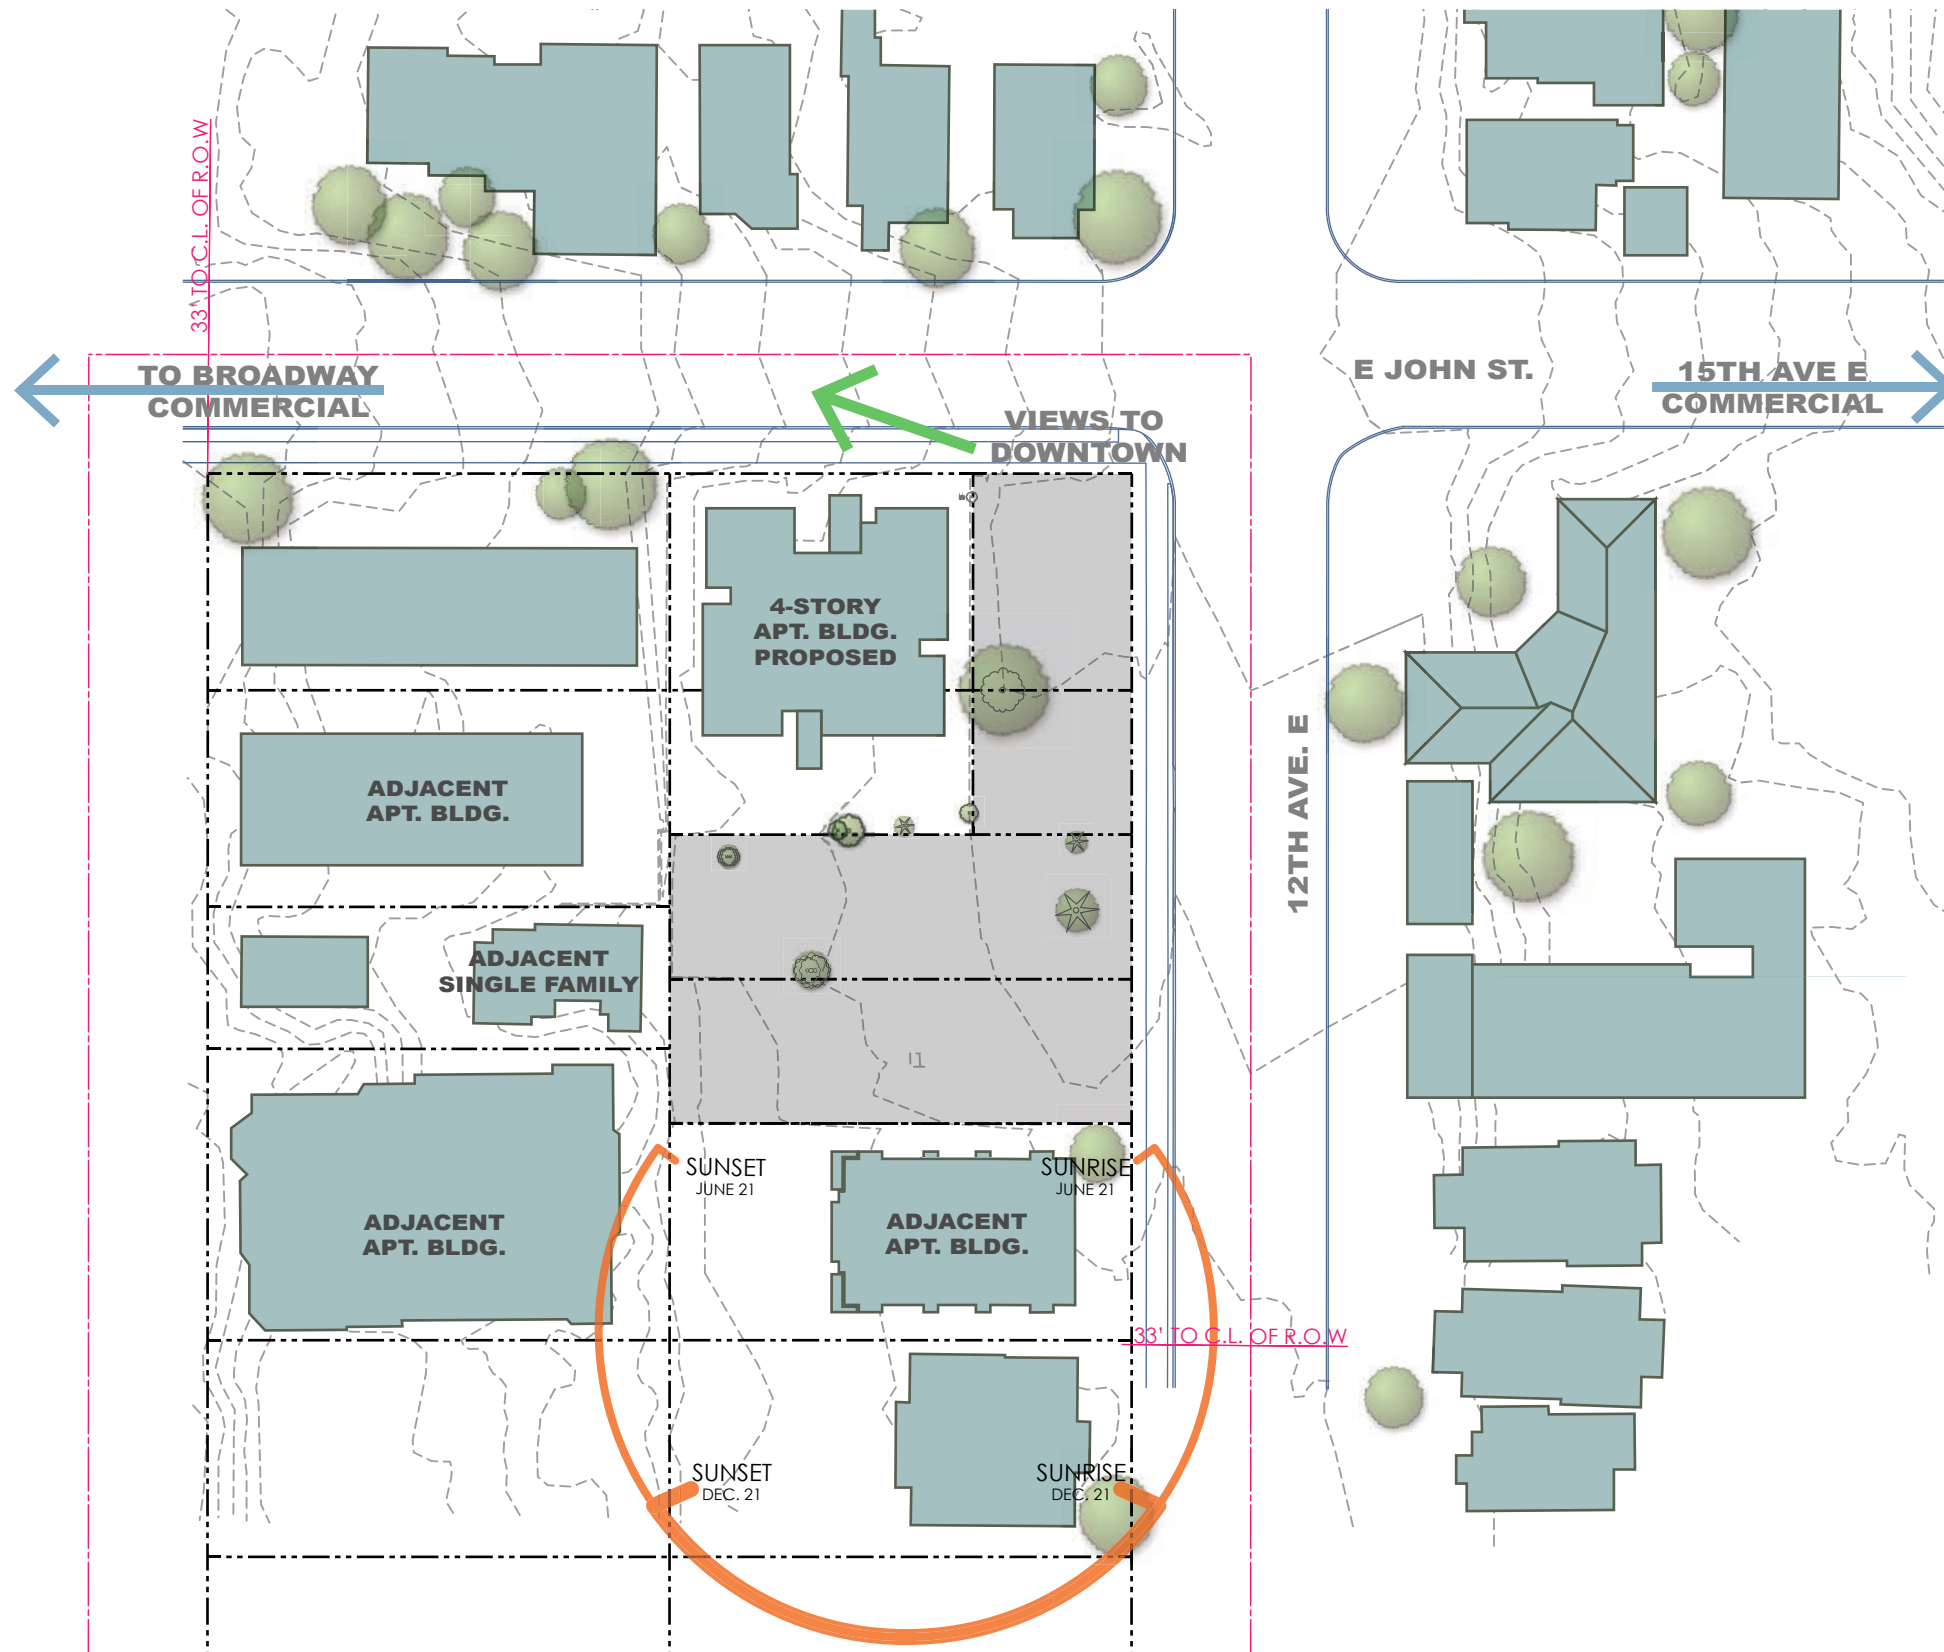 33' TO C.L. OF R.O.W
TO BROADWAY
COMMERCIAL
E JOHN ST.
15TH AVE E
COMMERCIAL
VIEWS TO
DOWNTOWN
4-STORY
APT. BLDG.
PROPOSED
12TH AVE. E
ADJACENT
APT. BLDG.
ADJACENT
SINGLE FAMILY
SUNSET
JUNE 21
SUNRISE
JUNE 21
ADJACENT
APT. BLDG.
ADJACENT
APT. BLDG.
33' TO C.L. OF R.O.W
SUNSET
DEC. 21
SUNRISE
DEC. 21